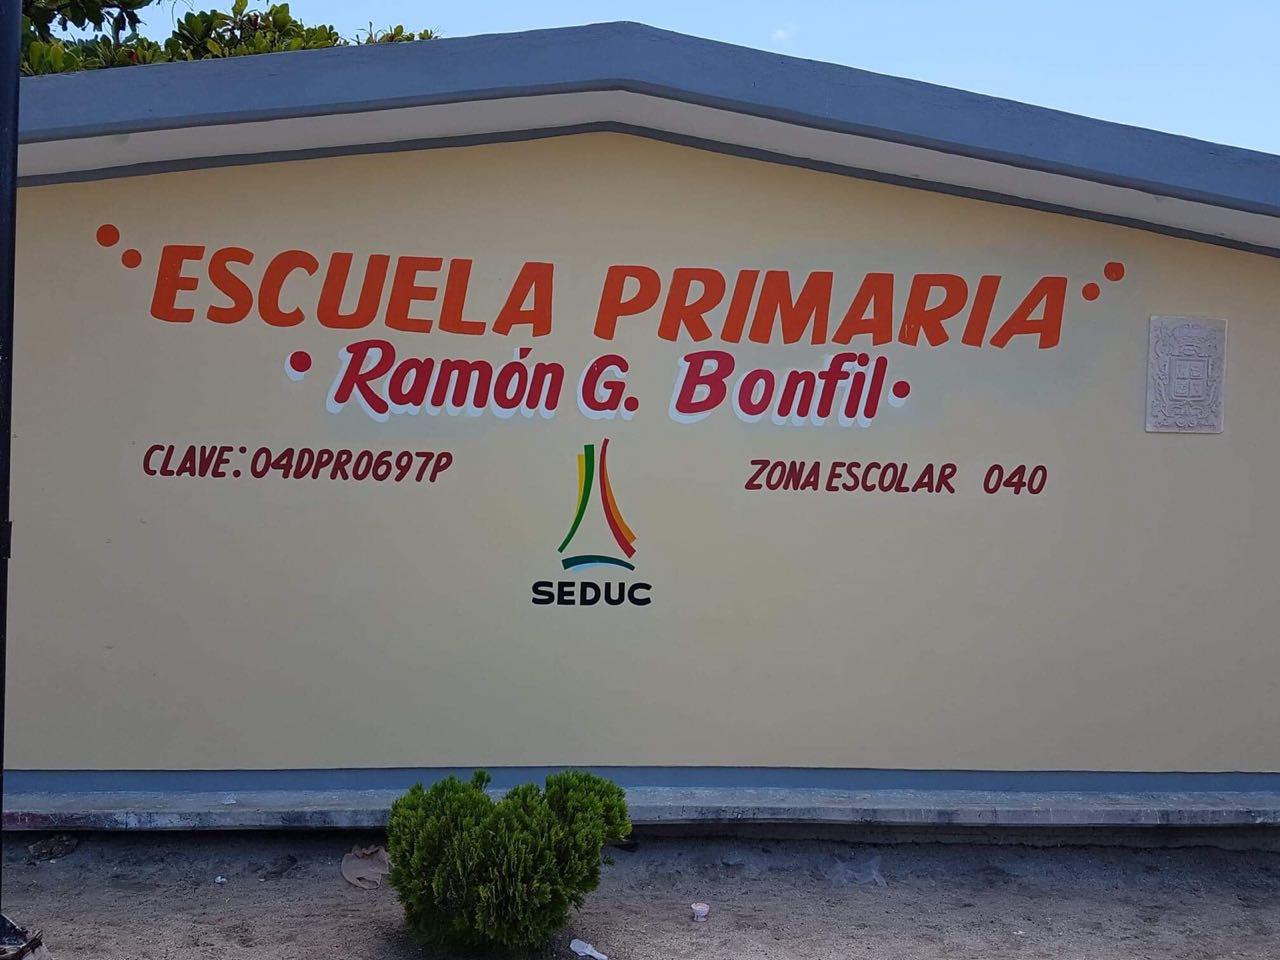 ESCUELA PRIMARIA
Ramón G. Bonfil
CLAVE: 04DPR0697P
ZONA ESCOLAR 040
SEDUC